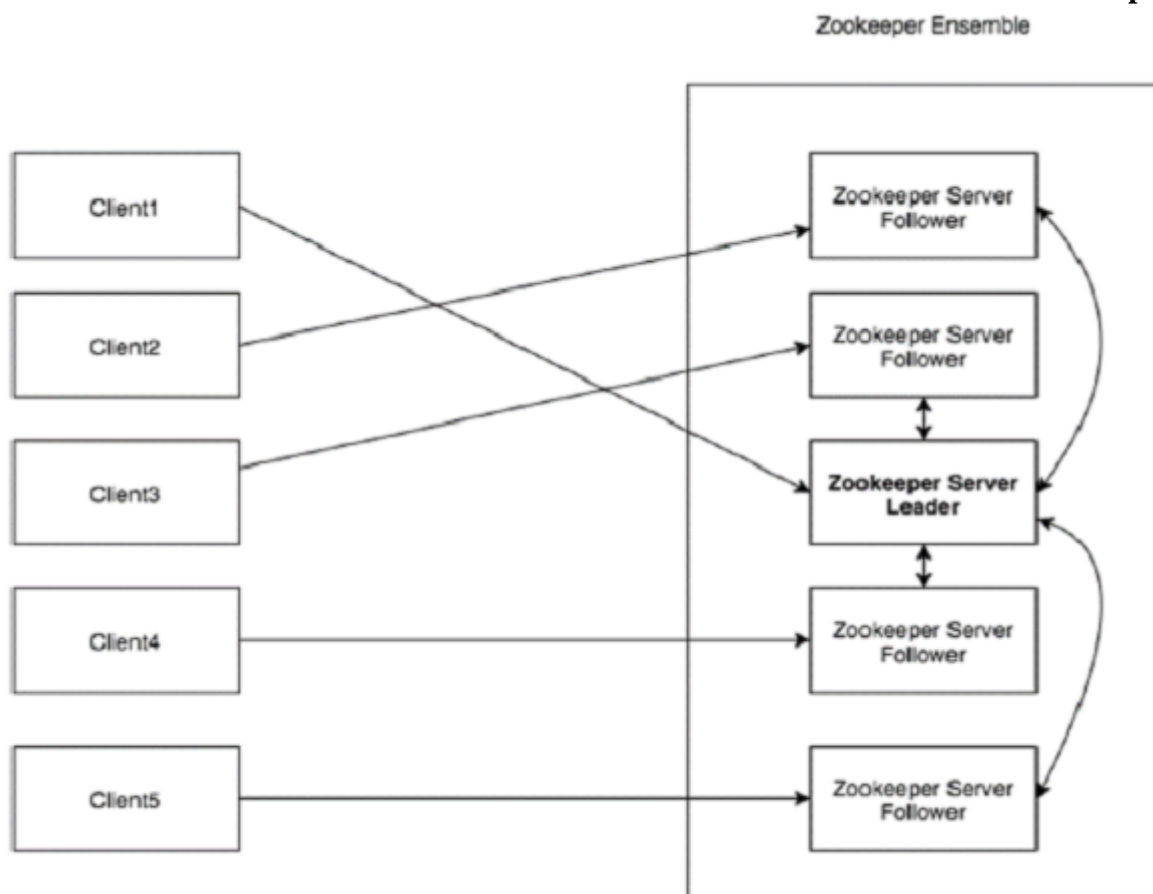 Zookeeper Ensemble
Client1
Zookeeper Server
Follower
Client2
Zookeeper Server
Follower
Client3
Zookeeper Server
Leader
Client4
Zookeeper Server
Follower
Client5
Zookeeper Server
Follower